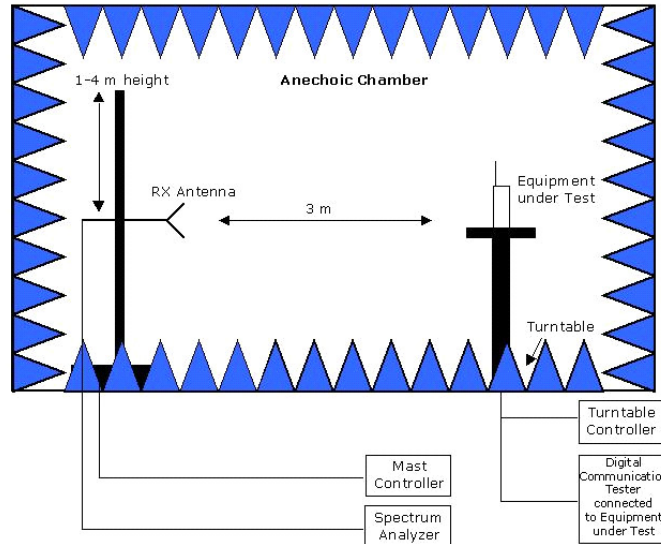 1-4 m height
Anechoic Chamber
RX Antenna
3 m
Equipment
under Test
Turntable
Turntable
Controller
Mast
Controller
Spectrum
Analyzer
Digital
Communicatio
Tester
connected
to Equipment
under Test